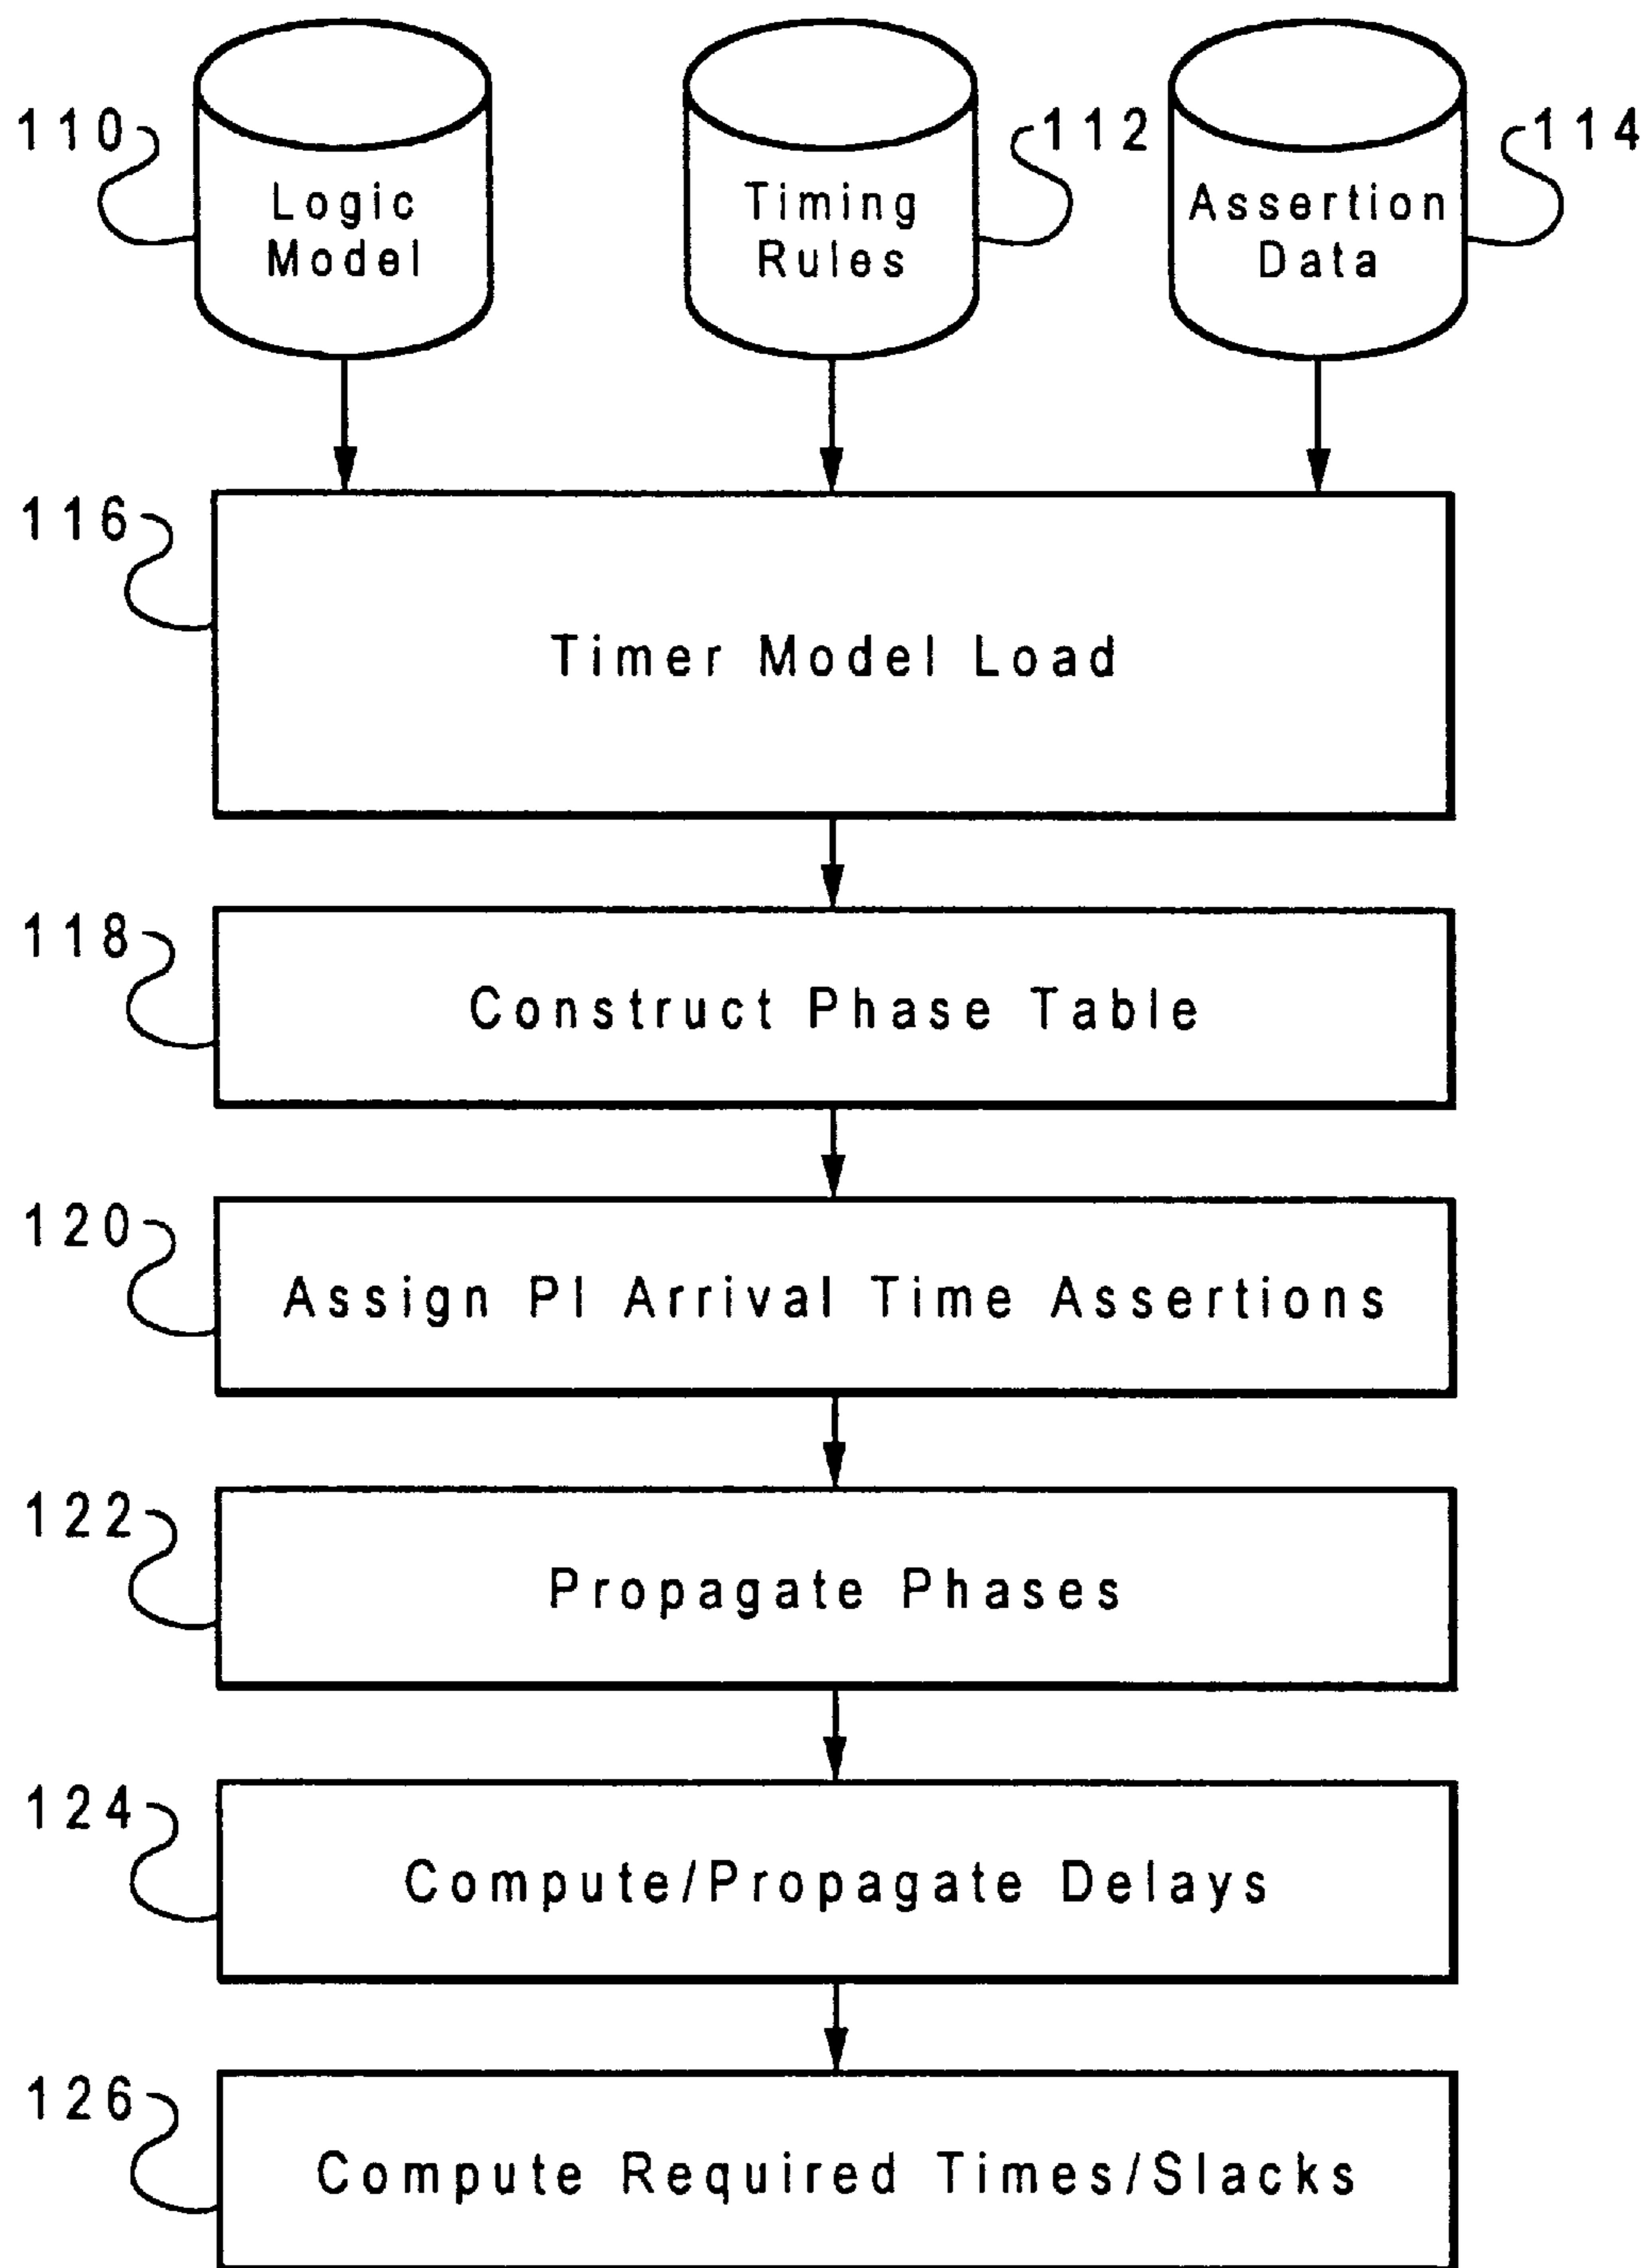 110
Logic
Model
Timing
Rules
112
Assertion
Data
114
116
Timer Model Load
118
Construct Phase Table
120
Assign PI Arrival Time Assertions
122
Propagate Phases
124
Compute/Propagate Delays
126
Compute Required Times/Slacks